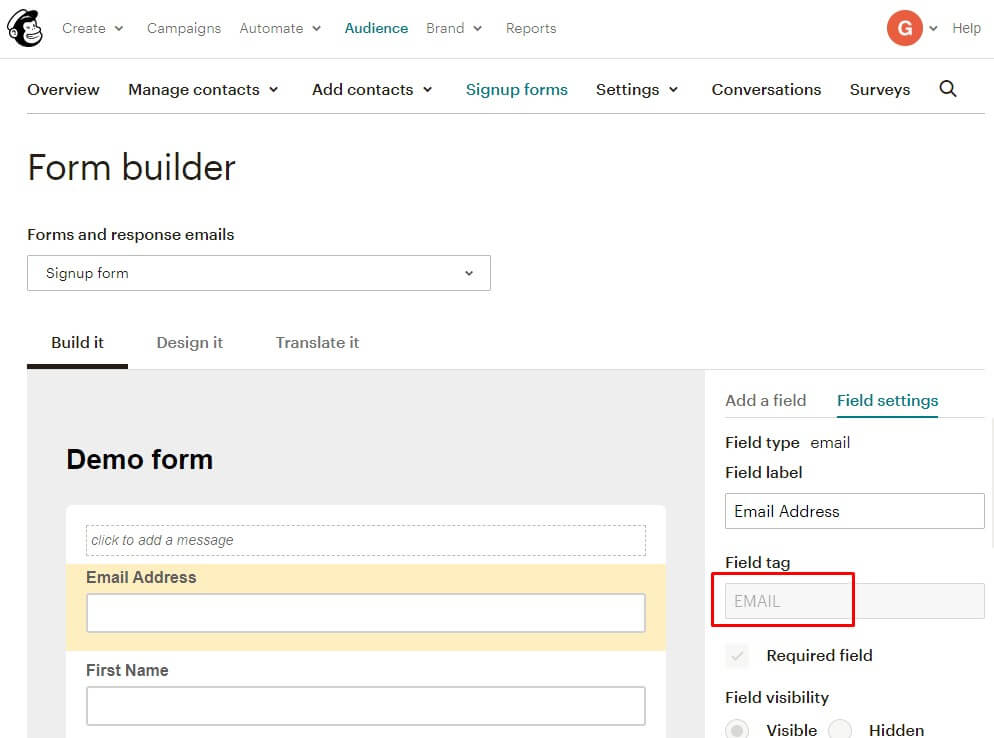 Create Campaigns Automate Audience Brand Reports G Help
Overview Manage contacts Add contacts Signup forms Settings Conversations Surveys
Form builder
Forms and response emails
Signup form
Build it Design it Translate it
Add a field Field settings
Field type email
Demo form
Field label
Email Address
click to add a message
Field tag
Email Address
EMAIL
Required field
First Name
Field visibility
Visible Hidden